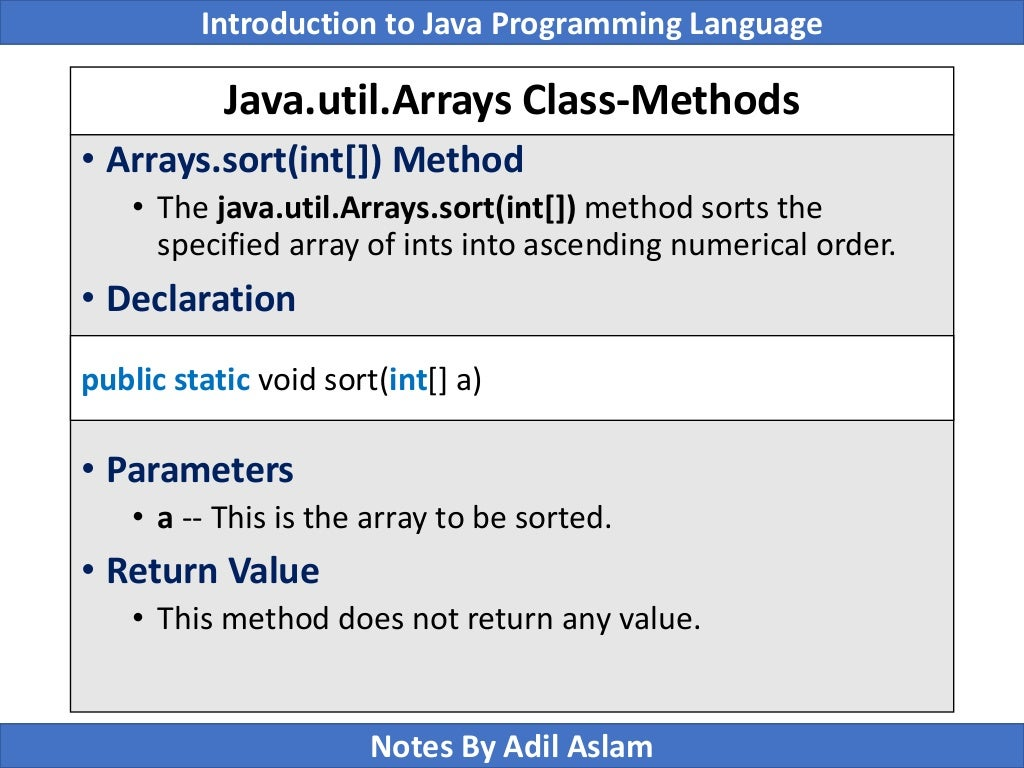 Introduction to Java Programming Language
Java.util.Arrays Class-Methods
• Arrays.sort(int[]) Method
• The java.util.Arrays.sort(int[]) method sorts the
specified array of ints into ascending numerical order.
• Declaration
public static void sort(int[] a)
• Parameters
• a -- This is the array to be sorted.
• Return Value
• This method does not return any value.
Notes By Adil Aslam